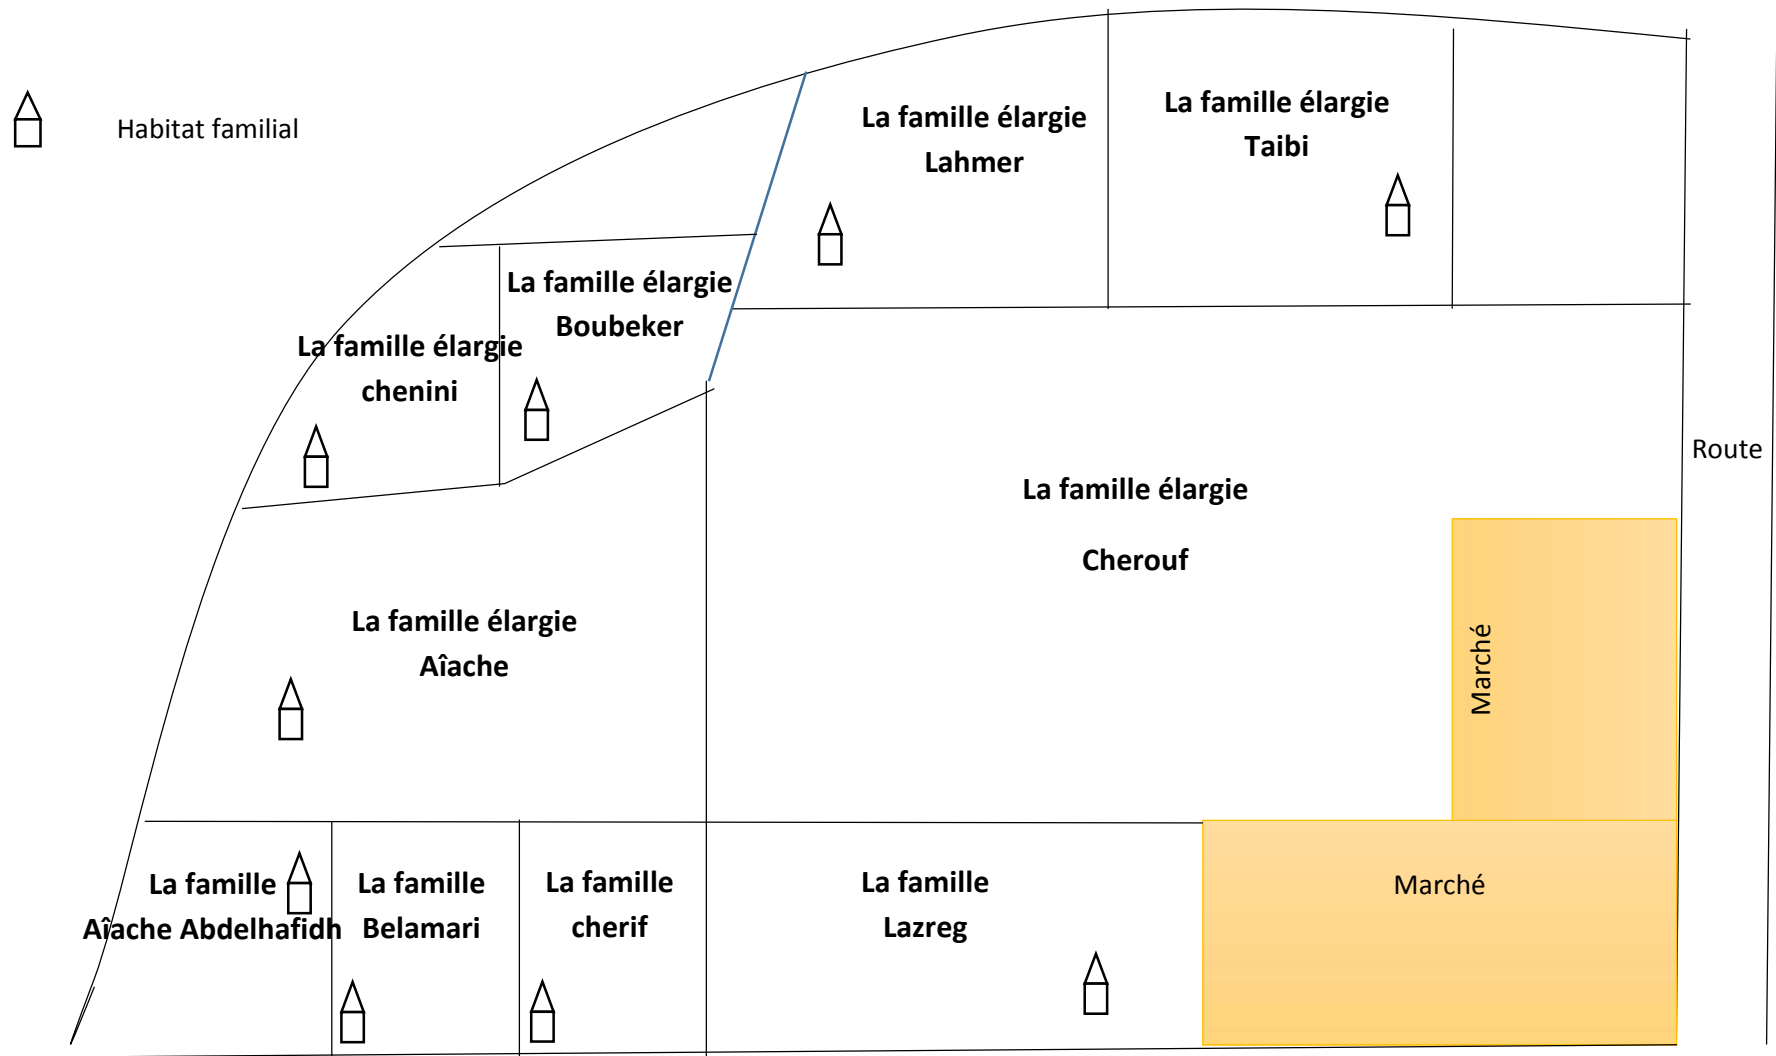 Habitat familial
La famille élargie
Lahmer
La famille élargie
Taibi
La famille élargie
Boubeker
La famille élargie
chenini
Route
La famille élargie
Cherouf
La famille élargie
Aîache
Marché
La famille
Aîache Abdelhafidh
La famille
Belamari
La famille
cherif
La famille
Lazreg
Marché